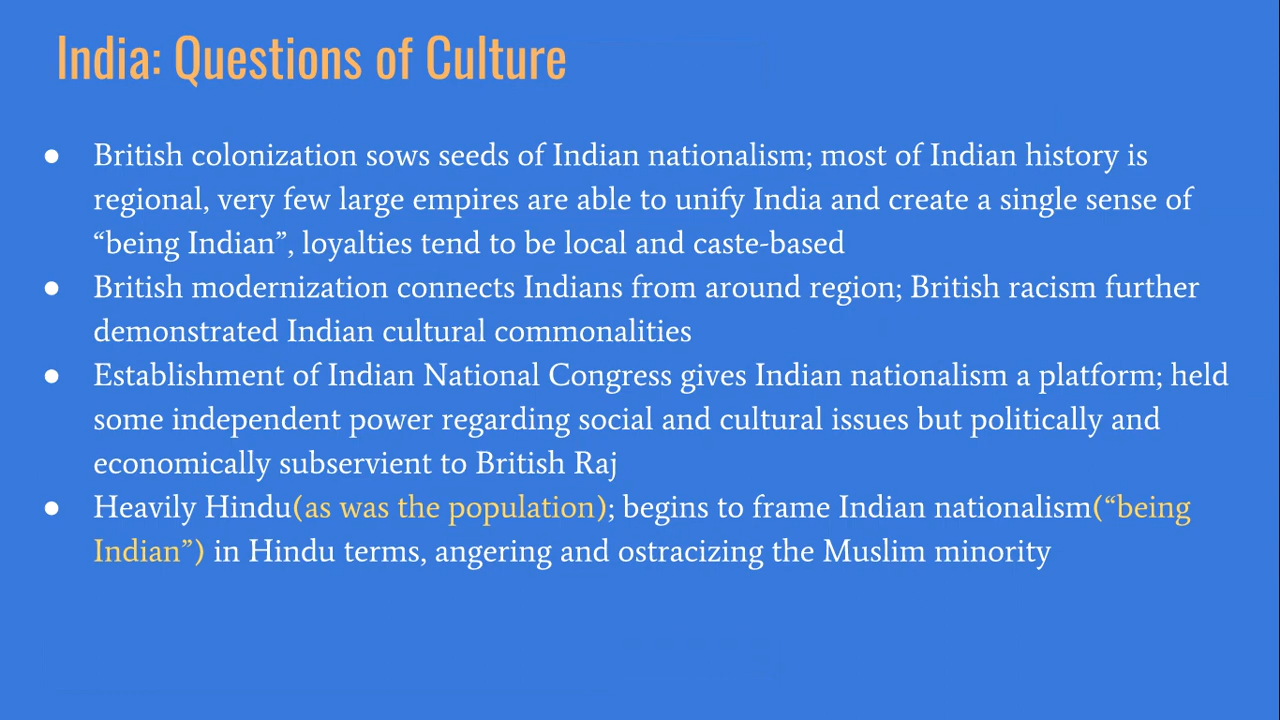 India: Questions of Culture
● British colonization sows seeds of Indian nationalism; most of Indian history is
regional, very few large empires are able to unify India and create a single sense of
“being Indian”, loyalties tend to be local and caste-based
● British modernization connects Indians from around region; British racism further
demonstrated Indian cultural commonalities
● Establishment of Indian National Congress gives Indian nationalism a platform; held
some independent power regarding social and cultural issues but politically and
economically subservient to British Raj
● Heavily Hindu(as was the population); begins to frame Indian nationalism(“being
Indian”) in Hindu terms, angering and ostracizing the Muslim minority